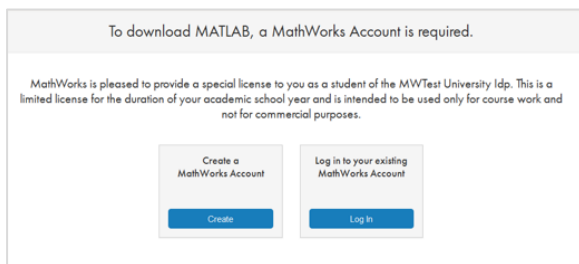 To download MATLAB, a MathWorks Account is required.
MathWorks is pleased to provide a special license to you as a student of the MWTest University Idp. This is a
limited license for the duration of your academic school year and is intended to be used only for course work and
not for commercial purposes.
Create a
MathWorks Account
Create
Log in to your existing
MathWorks Account
Log In